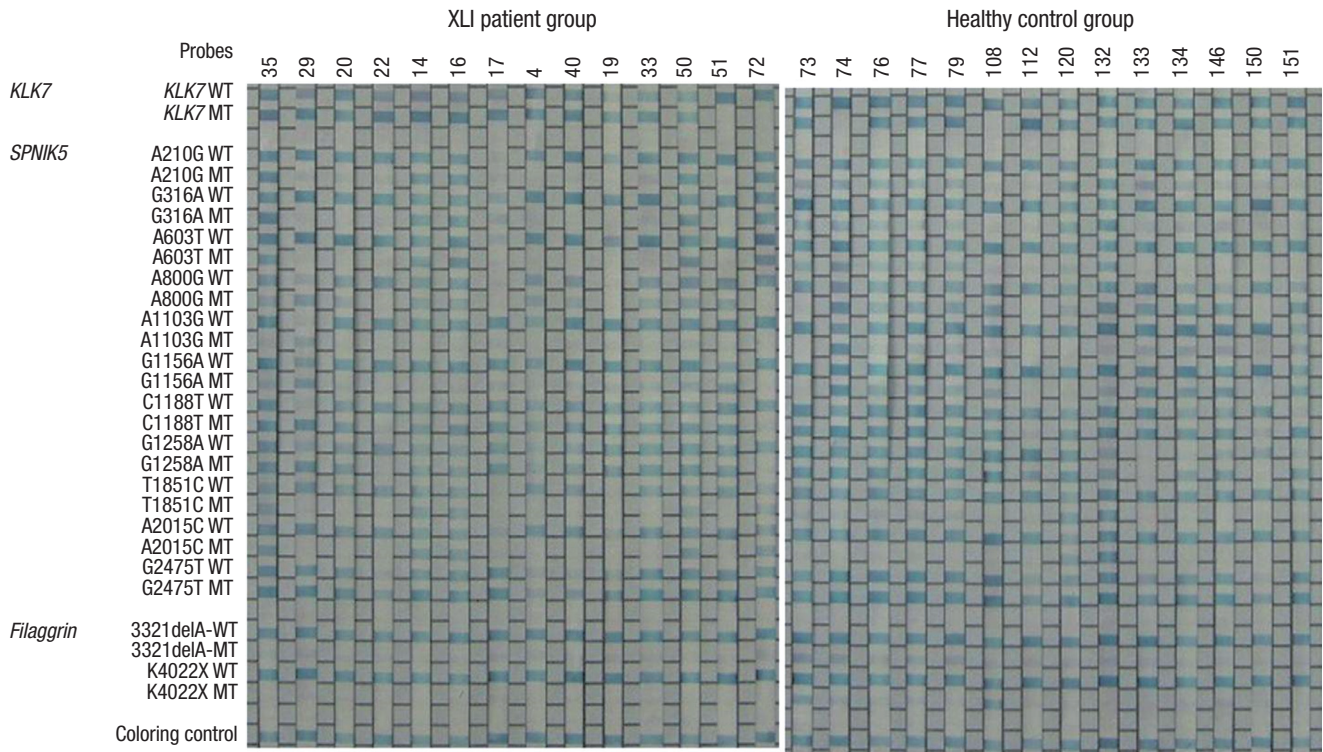 XLI patient group
Healthy control group
Probes
35 29 20 22 14 16 17 4 40 19 33 50 51 72
73 74 76 77 79 108 112 120 132 133 134 146 150 151
KLK7 KLK7 WT
KLK7 MT
SPNIK5 A210G WT
A210G MT
G316A WT
G316A MT
A603T WT
A603T MT
A800G WT
A800G MT
A1103G WT
A1103G MT
G1156A WT
G1156A MT
C1188T WT
C1188T MT
G1258A WT
G1258A MT
T1851C WT
T1851C MT
A2015C WT
A2015C MT
G2475T WT
G2475T MT
Filaggrin 3321delA-WT
3321delA-MT
K4022X WT
K4022X MT
Coloring control